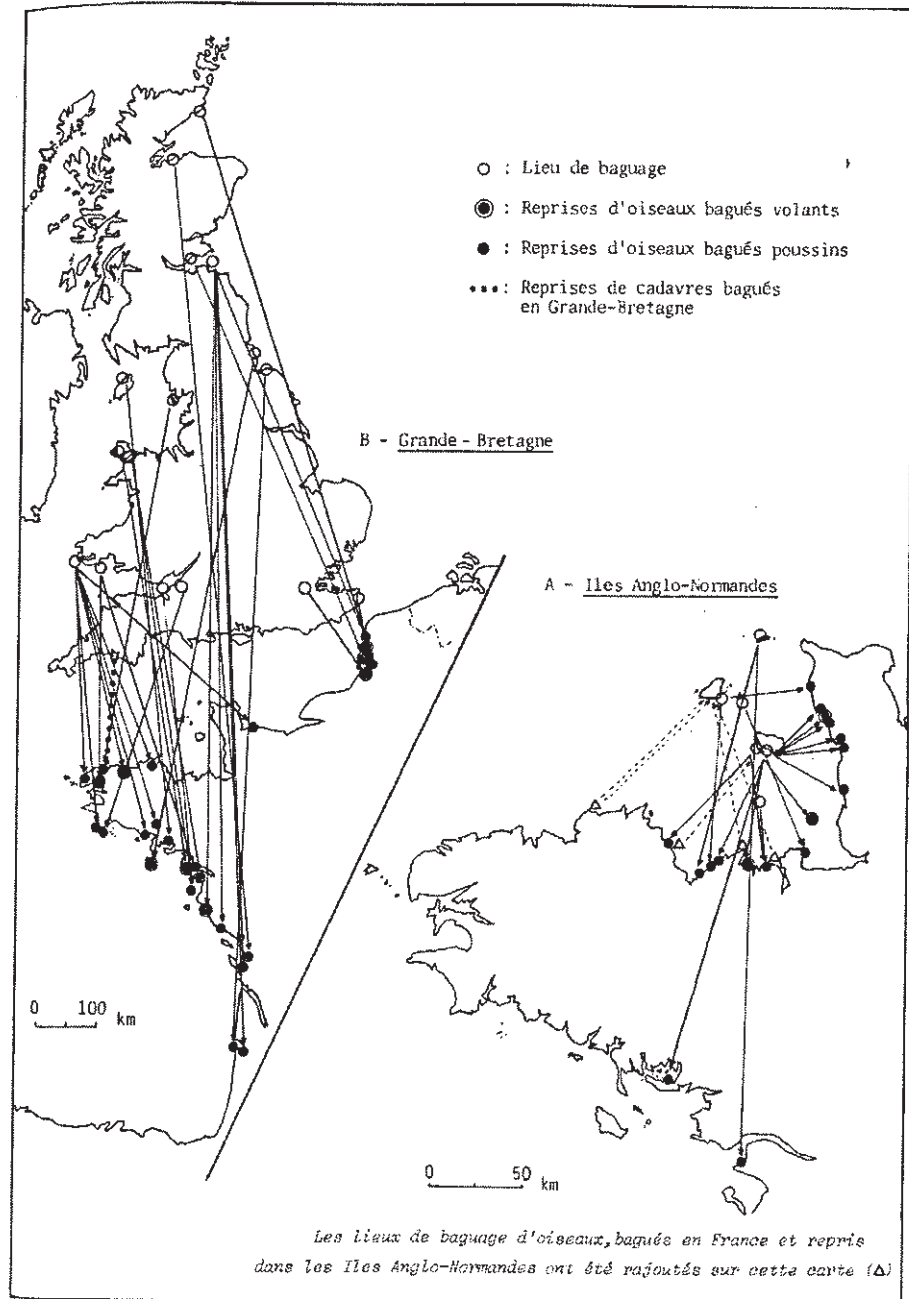 ○ : Lieu de baguage
◉ : Reprises d'oiseaux bagués volants
● : Reprises d'oiseaux bagués poussins
•••: Reprises de cadavres bagués
en Grande-Bretagne
B - Grande-Bretagne
A - Iles Anglo-Normandes
0 100 km
0 50 km
Les lieux de baguage d'oiseaux, bagués en France et repris
dans les Iles Anglo-Normandes ont été rajoutés sur cette carte (△)